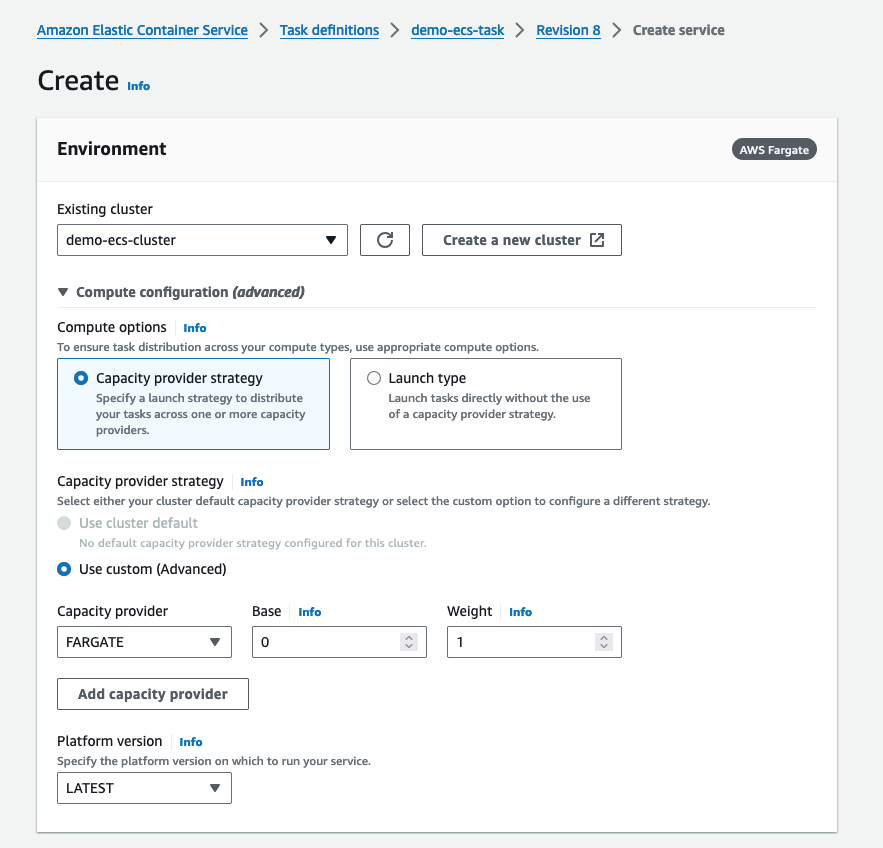 Amazon Elastic Container Service > Task definitions > demo-ecs-task > Revision 8 > Create service
Create Info
Environment
AWS Fargate
Existing cluster
demo-ecs-cluster
Create a new cluster
Compute configuration (advanced)
Compute options Info
To ensure task distribution across your compute types, use appropriate compute options.
Capacity provider strategy
Specify a launch strategy to distribute
your tasks across one or more capacity
providers.
Launch type
Launch tasks directly without the use
of a capacity provider strategy.
Capacity provider strategy Info
Select either your cluster default capacity provider strategy or select the custom option to configure a different strategy.
Use cluster default
No default capacity provider strategy configured for this cluster.
Use custom (Advanced)
Capacity provider Base Info Weight Info
FARGATE 0 1
Add capacity provider
Platform version Info
Specify the platform version on which to run your service.
LATEST